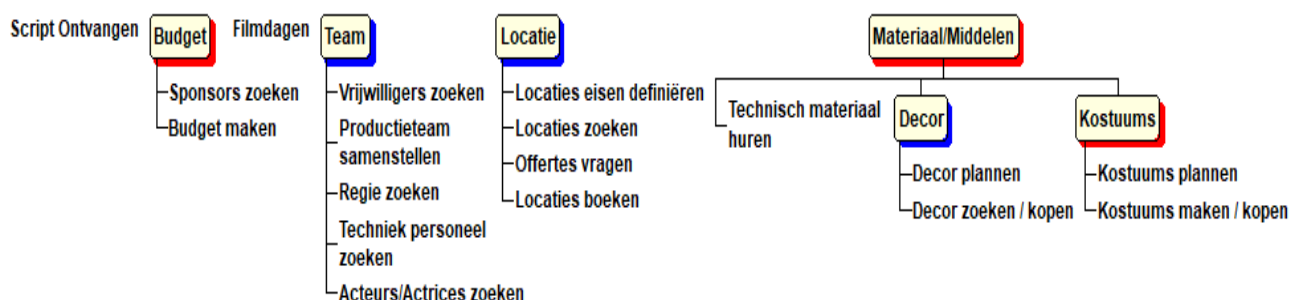 Script Ontvangen
Budget
Sponsors zoeken
Budget maken
Filmdagen
Team
Vrijwilligers zoeken
Productieteam
samenstellen
Regie zoeken
Techniek personeel
zoeken
Acteurs/Actrices zoeken
Locatie
Locaties eisen definiëren
Locaties zoeken
Offertes vragen
Locaties boeken
Materiaal/Middelen
Technisch materiaal
huren
Decor
Decor plannen
Decor zoeken / kopen
Kostuums
Kostuums plannen
Kostuums maken / kopen